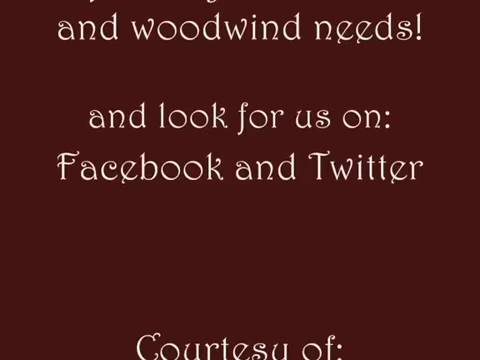 and woodwind needs!
and look for us on:
Facebook and Twitter
Courtesy of: